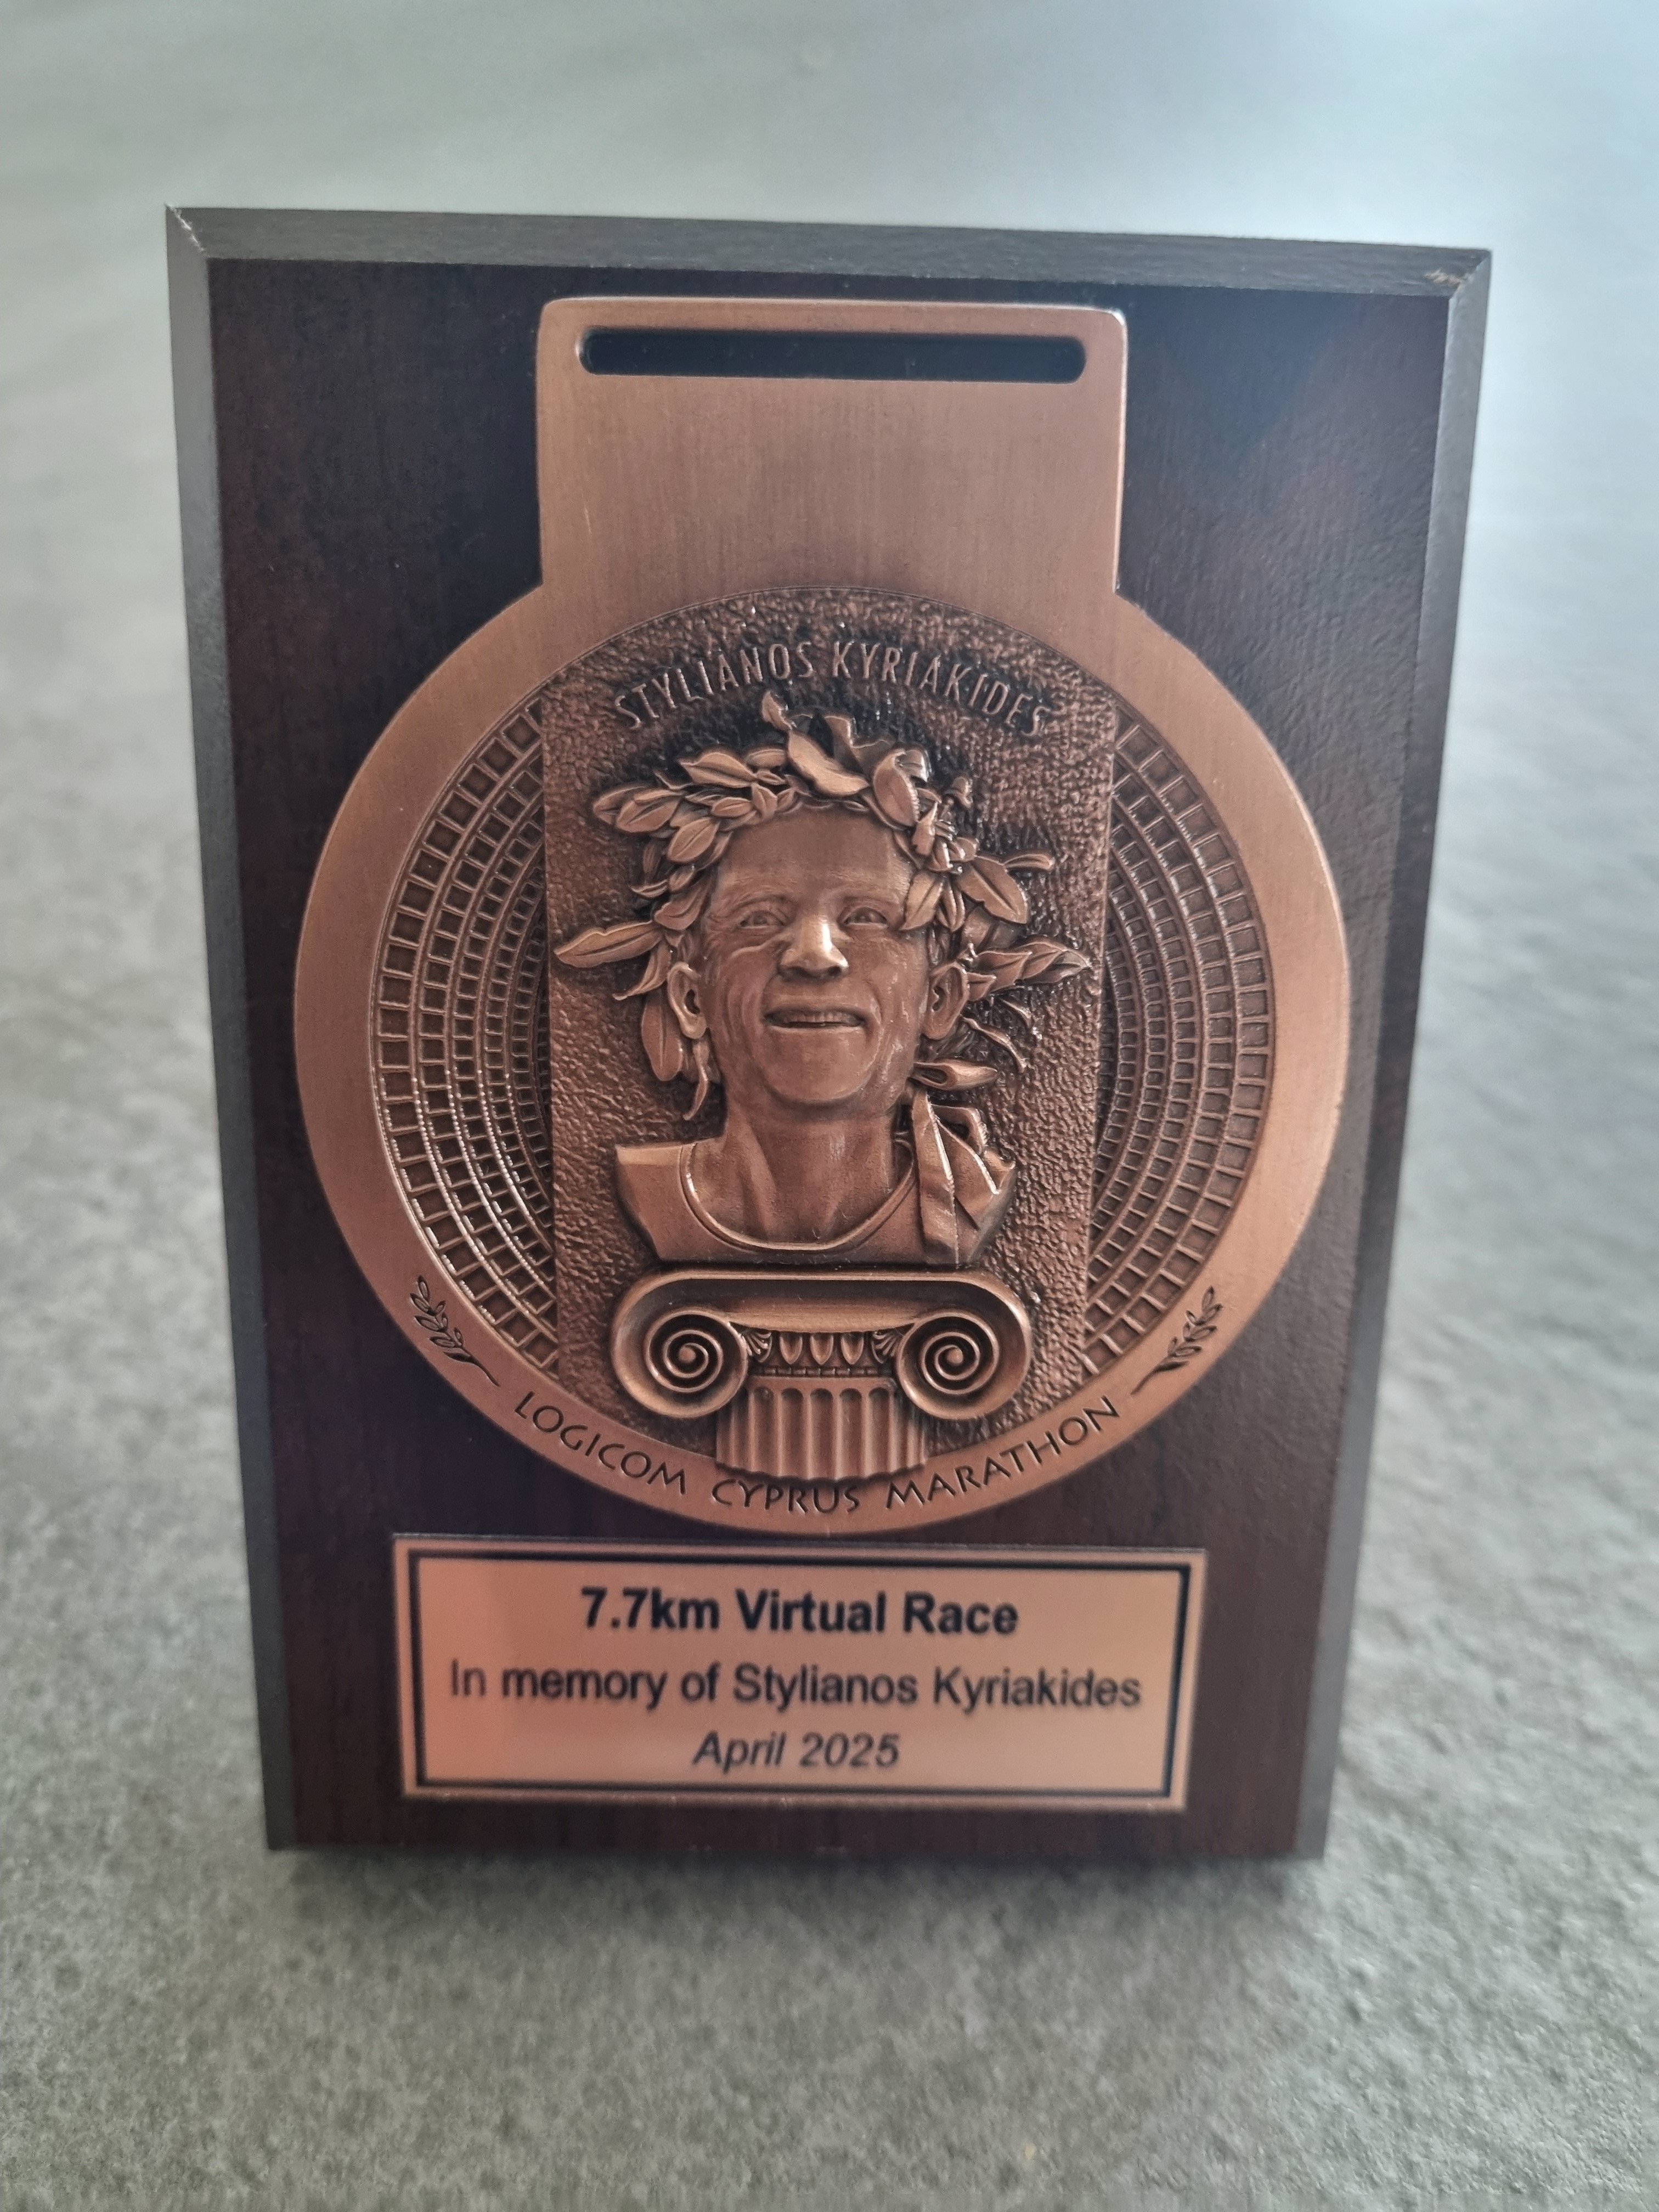 STYLIANOS KYRIAKIDES
LOGICOM CYPRUS MARATHON
7.7km Virtual Race
In memory of Stylianos Kyriakides
April 2025